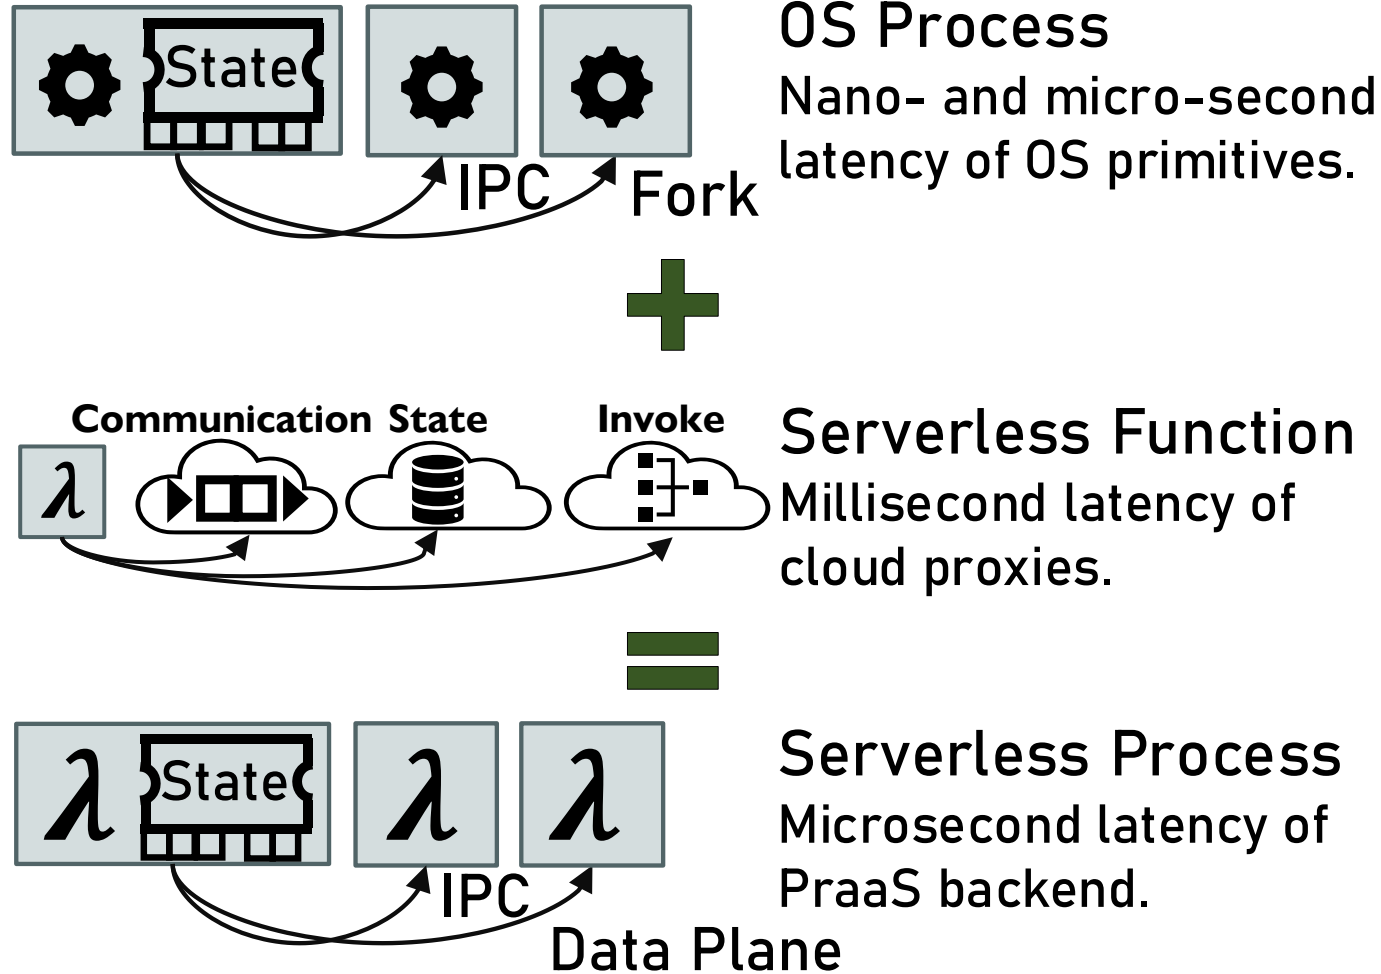 OS Process
Nano- and micro-second
latency of OS primitives.
State
IPC
Fork
Communication State Invoke
λ
Serverless Function
Millisecond latency of
cloud proxies.
λ State λ λ
IPC
Data Plane
Serverless Process
Microsecond latency of
PraaS backend.